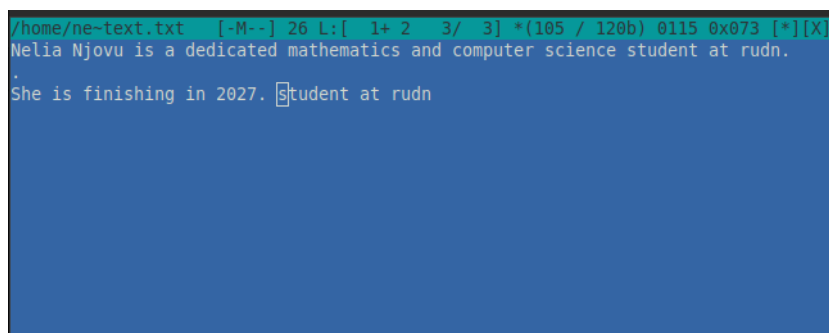 /home/ne~text.txt   [-M--] 26 L:[  1+ 2   3/  3] *(105 / 120b) 0115 0x073 [*][X]
Nelia Njovu is a dedicated mathematics and computer science student at rudn.
.
She is finishing in 2027. student at rudn